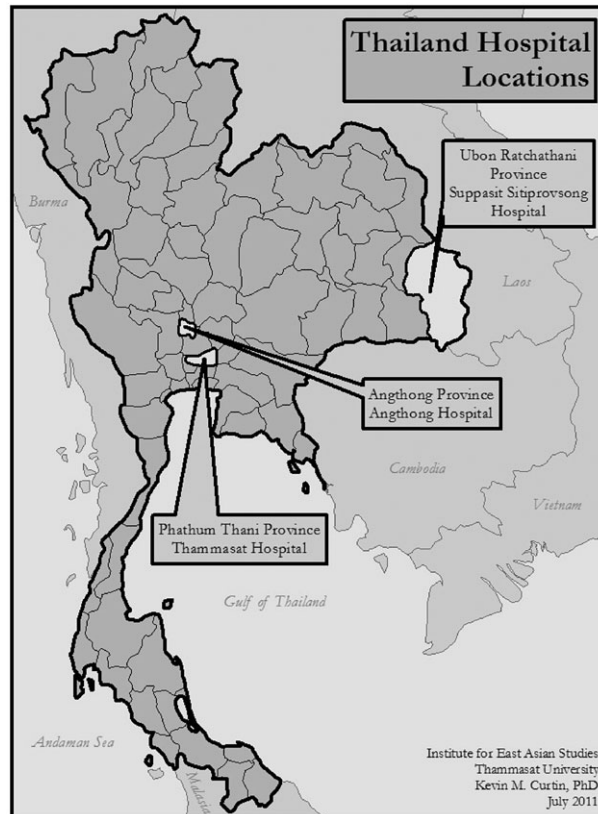 Thailand Hospital
Locations
Ubon Ratchathani
Province
Suppasit Sitiprovsong
Hospital
Burma
Laos
Angthong Province
Angthong Hospital
Cambodia
Vietnam
Phathum Thani Province
Thammasat Hospital
Gulf of Thailand
Andaman Sea
Malaysia
Institute for East Asian Studies
Thammasat University
Kevin M. Curtin, PhD
July 2011